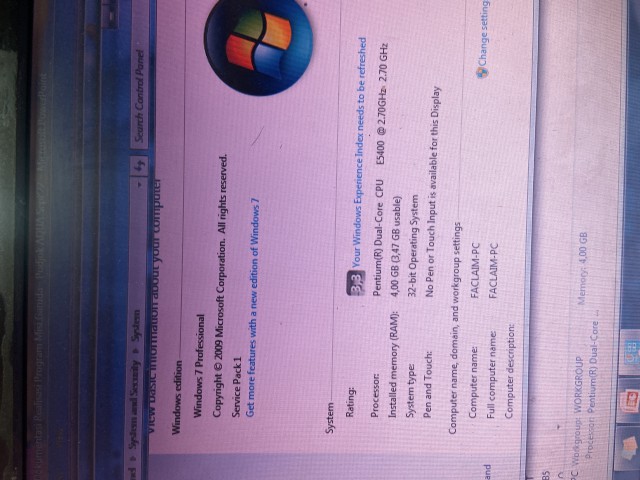 System and Security ▸ System
Search Control Panel
View basic information about your computer
Windows edition
Windows 7 Professional
Copyright © 2009 Microsoft Corporation. All rights reserved.
Service Pack 1
Get more features with a new edition of Windows 7
System
Rating: 3,3 Your Windows Experience Index needs to be refreshed
Processor: Pentium(R) Dual-Core CPU E5400 @ 2.70GHz 2.70 GHz
Installed memory (RAM): 4,00 GB (3,47 GB usable)
System type: 32-bit Operating System
Pen and Touch: No Pen or Touch Input is available for this Display
Computer name, domain, and workgroup settings
Computer name: FACLAIM-PC
Change setting
Full computer name: FACLAIM-PC
Computer description:
and
PC Workgroup: WORKGROUP Memory: 4,00 GB
Processor: Pentium(R) Dual-Core ...